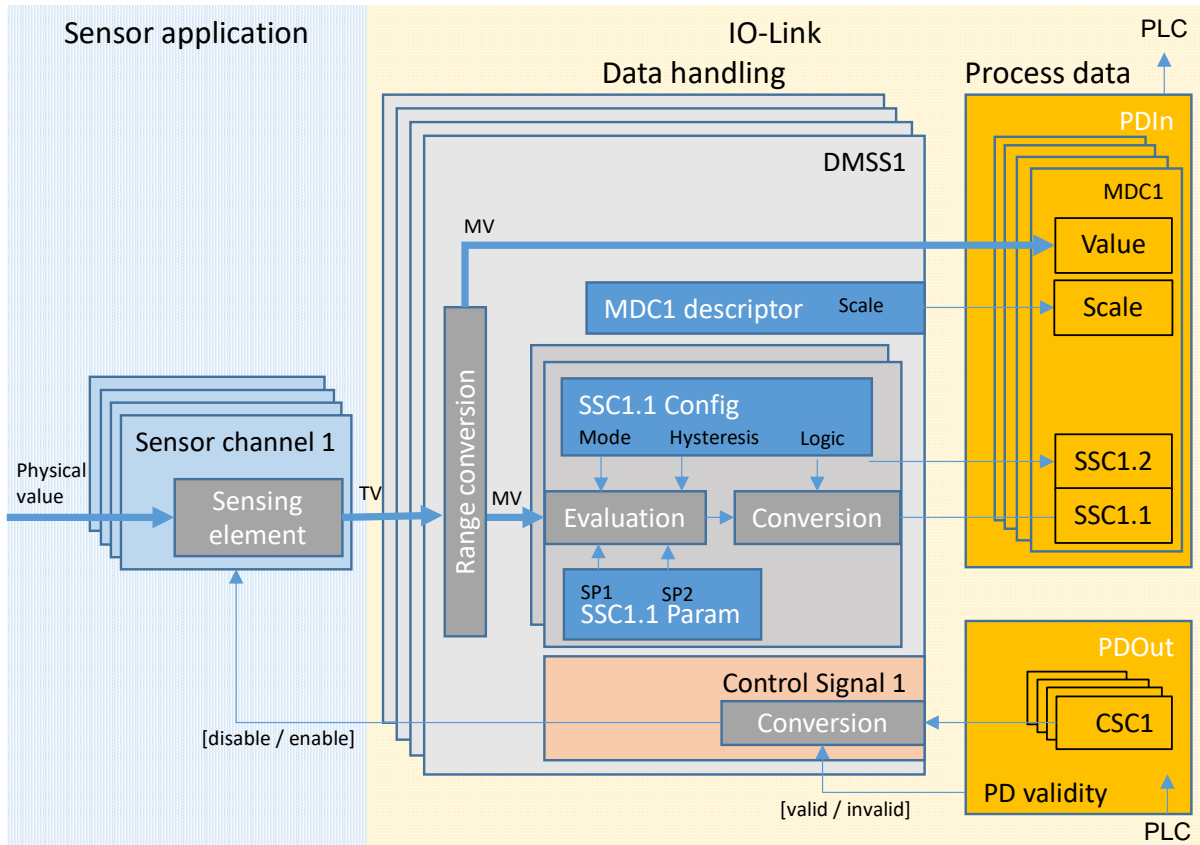 Sensor application
IO-Link
PLC
Data handling
Process data
PDIn
DMSS1
MDC1
MV
Value
MDC1 descriptor
Scale
Scale
Range conversion
SSC1.1 Config
Mode
Hysteresis
Logic
Sensor channel 1
Physical
value
Sensing
element
TV
MV
Evaluation
Conversion
SSC1.2
SSC1.1
SP1
SP2
SSC1.1 Param
PDOut
Control Signal 1
Conversion
CSC1
[disable / enable]
PD validity
[valid / invalid]
PLC